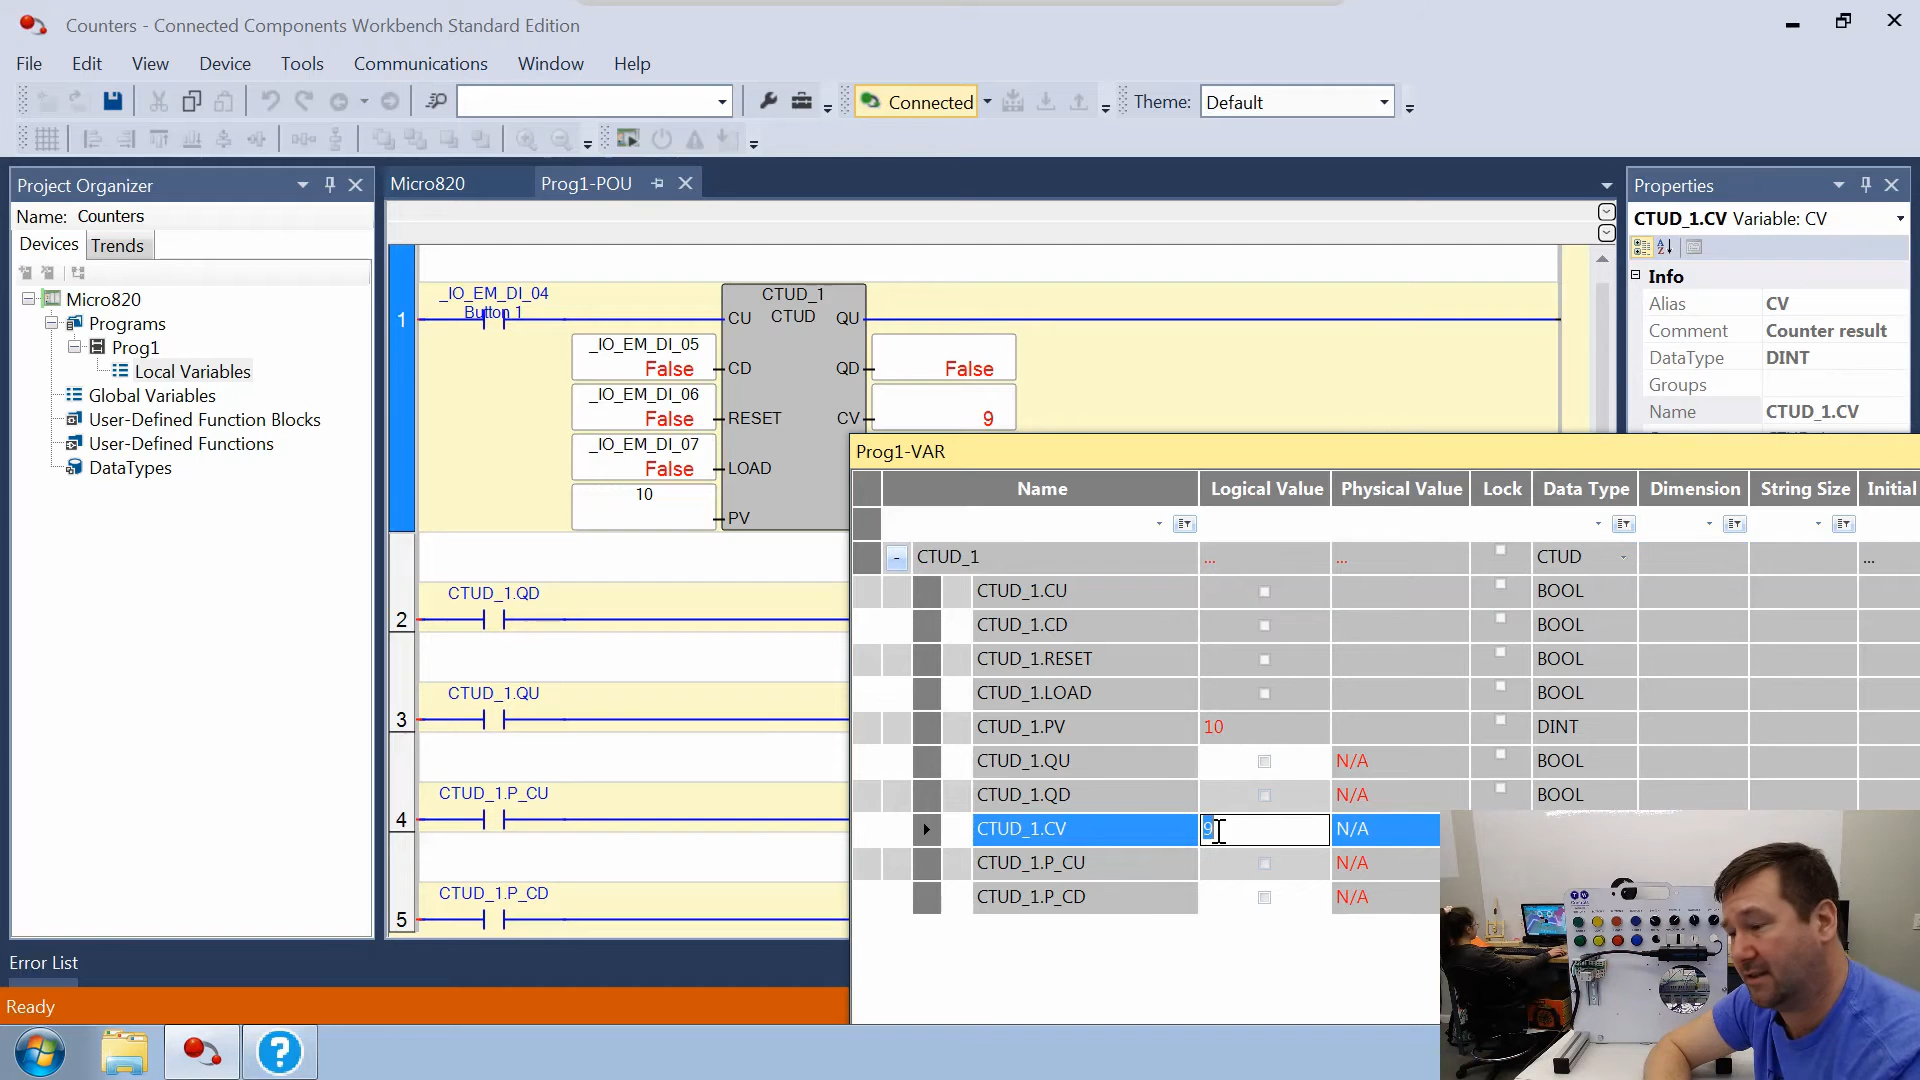 Counters - Connected Components Workbench Standard Edition
File Edit View Device Tools Communications Window Help
Connected Theme: Default
Project Organizer
Name: Counters
Devices Trends
Micro820
Programs
Prog1
Local Variables
Global Variables
User-Defined Function Blocks
User-Defined Functions
DataTypes
Micro820 Prog1-POU
1
_IO_EM_DI_04
Button 1
CTUD_1
CTUD
CU QU
_IO_EM_DI_05
False CD QD False
_IO_EM_DI_06
False RESET CV 9
_IO_EM_DI_07
False LOAD
10
PV
2
CTUD_1.QD
3
CTUD_1.QU
4
CTUD_1.P_CU
5
CTUD_1.P_CD
Properties
CTUD_1.CV Variable: CV
Info
Alias CV
Comment Counter result
DataType DINT
Groups
Name CTUD_1.CV
Prog1-VAR
Name Logical Value Physical Value Lock Data Type Dimension String Size Initial
CTUD_1 ... ... CTUD ...
CTUD_1.CU BOOL
CTUD_1.CD BOOL
CTUD_1.RESET BOOL
CTUD_1.LOAD BOOL
CTUD_1.PV 10 DINT
CTUD_1.QU N/A BOOL
CTUD_1.QD N/A BOOL
CTUD_1.CV 9 N/A
CTUD_1.P_CU N/A
CTUD_1.P_CD N/A
Error List
Ready